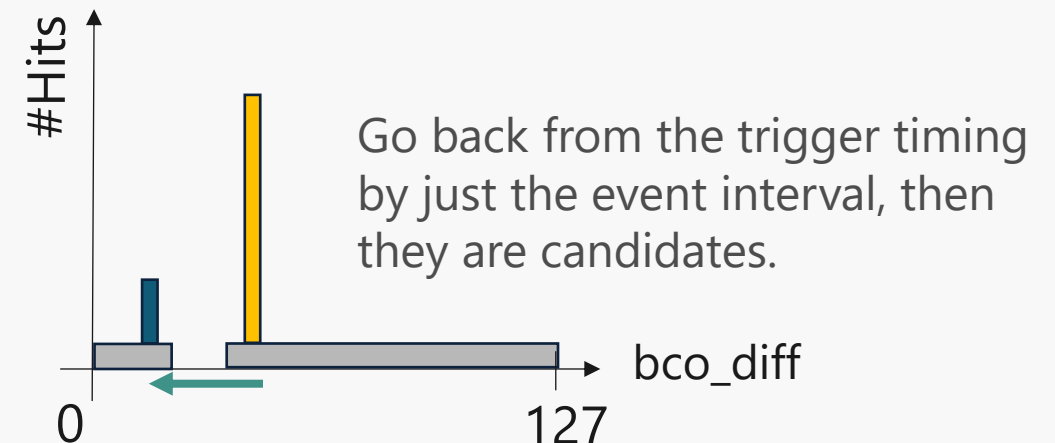 #Hits
Go back from the trigger timing
by just the event interval, then
they are candidates.
bco_diff
0
127